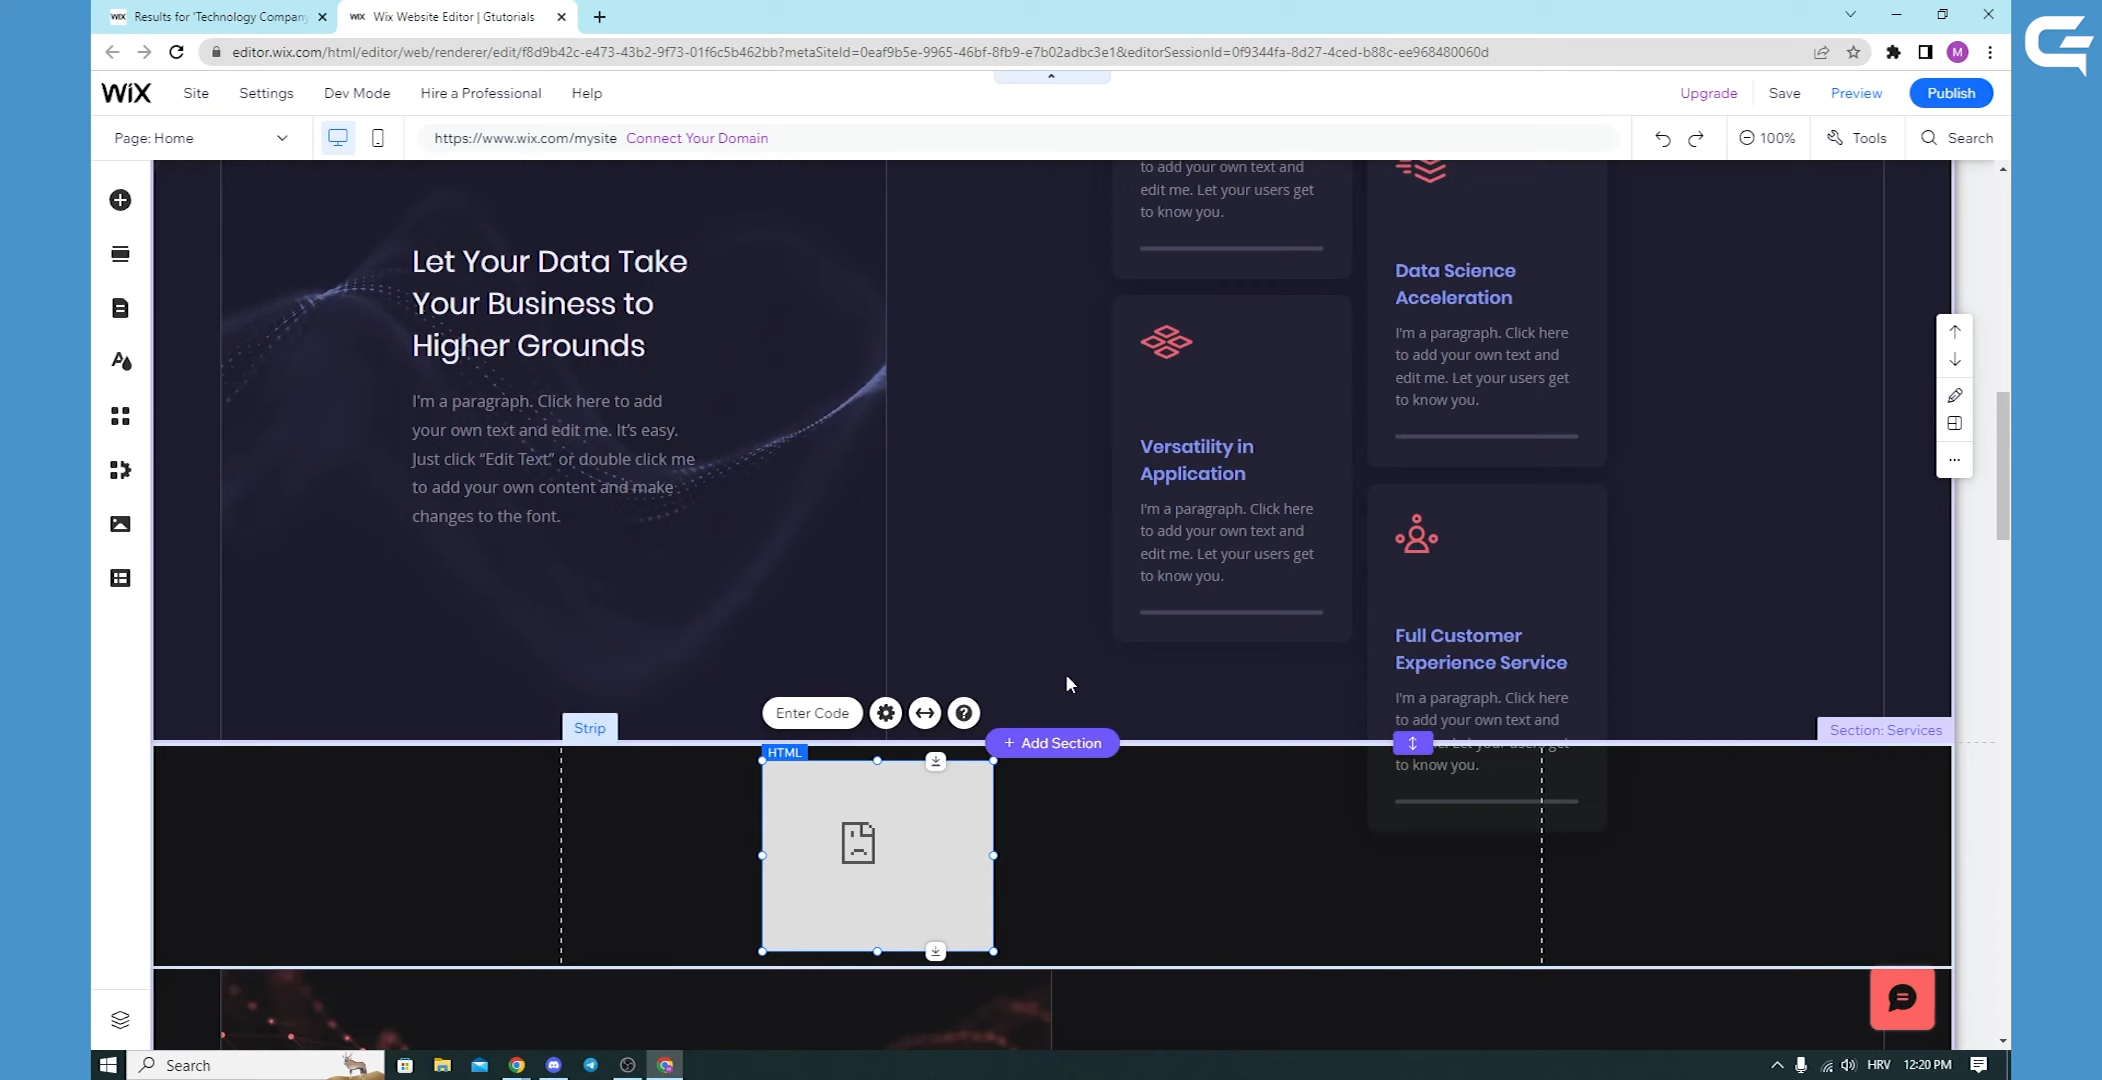 WIX Results for 'Technology Company
WIX Wix Website Editor | Gtutorials
editor.wix.com/html/editor/web/renderer/edit/f8d9b42c-e473-43b2-9f73-01f6c5b462bb?metaSiteId=0eaf9b5e-9965-46bf-8fb9-e7b02adbc3e1&editorSessionId=0f9344fa-8d27-4ced-b88c-ee968480060d
M
WiX Site Settings Dev Mode Hire a Professional Help Upgrade Save Preview Publish
Page: Home https://www.wix.com/mysite Connect Your Domain 100% Tools Search
Let Your Data Take
Your Business to
Higher Grounds
I'm a paragraph. Click here to add
your own text and edit me. It's easy.
Just click “Edit Text” or double click me
to add your own content and make
changes to the font.
to add your own text and
edit me. Let your users get
to know you.
Versatility in
Application
I'm a paragraph. Click here
to add your own text and
edit me. Let your users get
to know you.
Data Science
Acceleration
I'm a paragraph. Click here
to add your own text and
edit me. Let your users get
to know you.
Full Customer
Experience Service
I'm a paragraph. Click here
to add your own text and
Let your users get
to know you.
Enter Code
Strip
+ Add Section
Section: Services
HTML
Search
HRV 12:20 PM